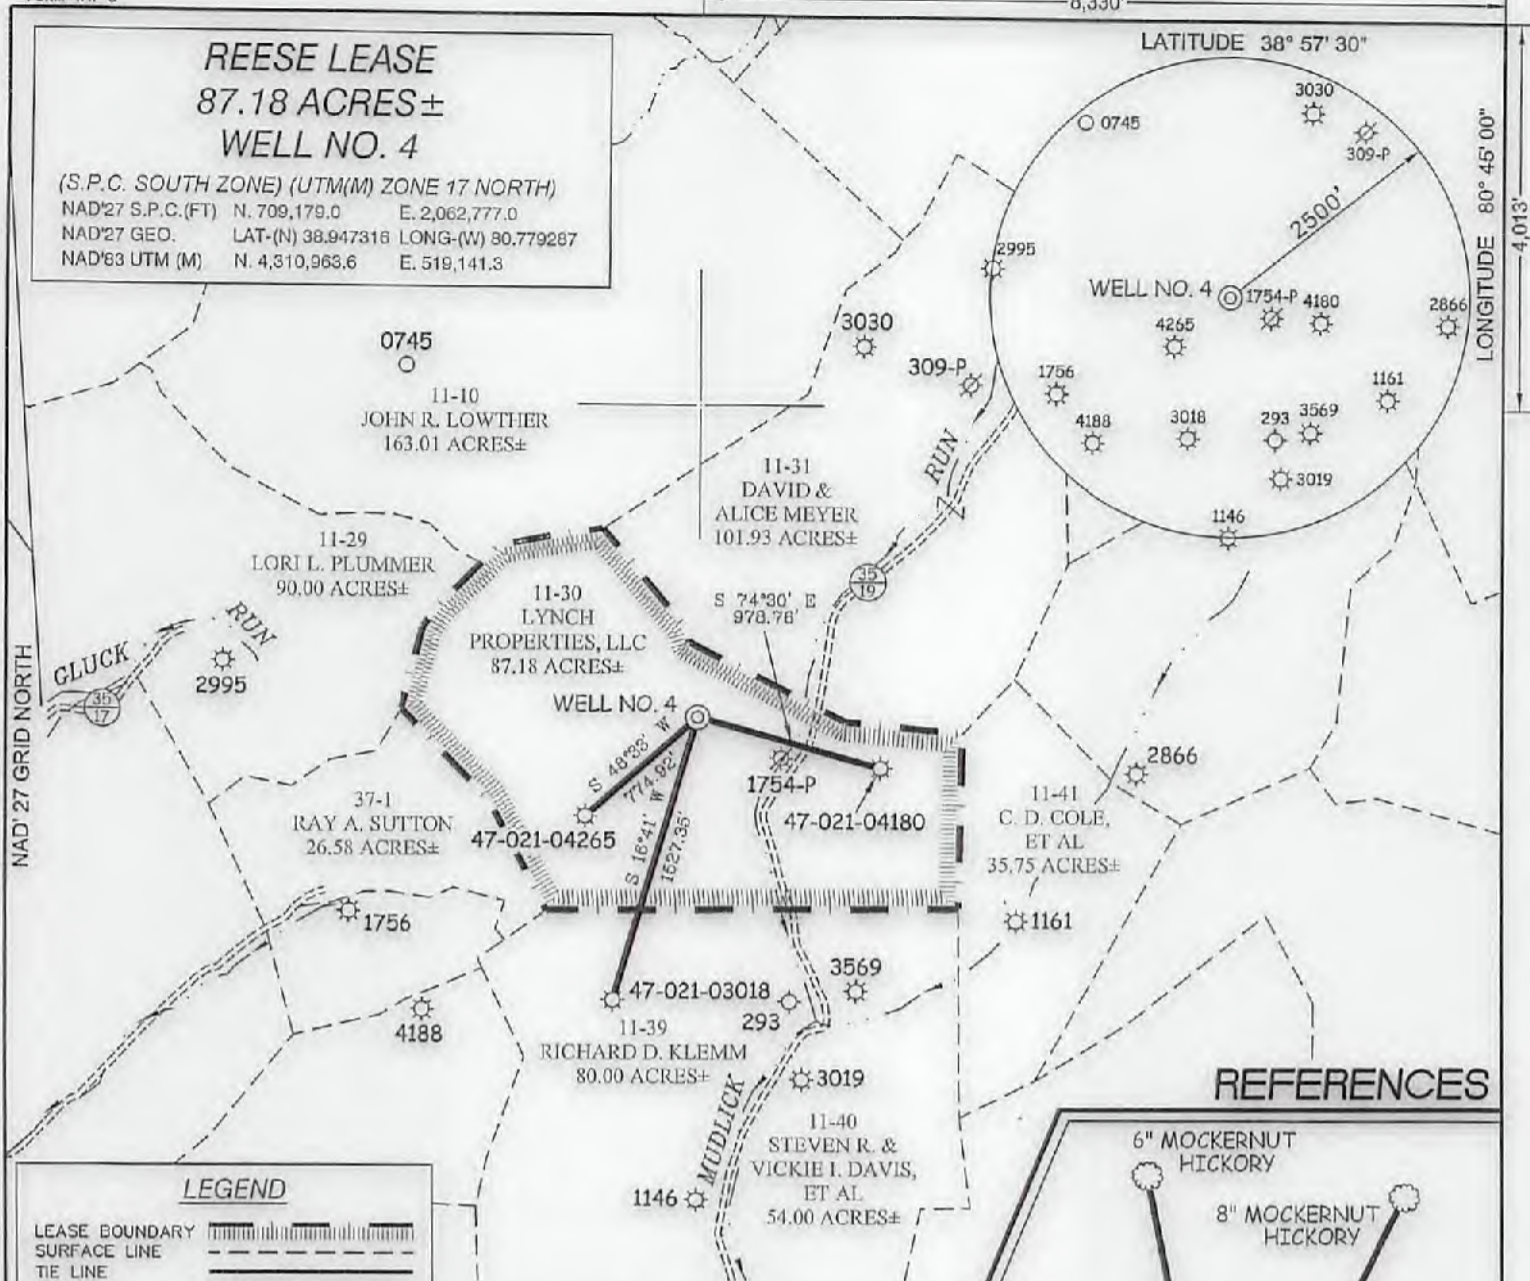 8,330'
REESE LEASE
87.18 ACRES±
WELL NO. 4
(S.P.C. SOUTH ZONE) (UTM(M) ZONE 17 NORTH)
NAD'27 S.P.C.(FT) N. 709,179.0 E. 2,062,777.0
NAD'27 GEO. LAT-(N) 38.947316 LONG-(W) 80.779287
NAD'83 UTM (M) N. 4,310,963.6 E. 519,141.3
LATITUDE 38° 57' 30"
LONGITUDE 80° 45' 00"
4,013'
3030
0745
309-P
2500'
2995
WELL NO. 4
1754-P
4180
2866
4265
1756
1161
4188
3018
293
3569
3019
1146
0745
11-10
JOHN R. LOWTHER
163.01 ACRES±
3030
309-P
RUN
11-31
DAVID &
ALICE MEYER
101.93 ACRES±
35
19
11-29
LORI L. PLUMMER
90.00 ACRES±
11-30
LYNCH
PROPERTIES, LLC
87.18 ACRES±
S 74°30' E
978.76'
GLUCK RUN
35
17
2995
NAD'27 GRID NORTH
WELL NO. 4
S 48°33' W
774.92'
S 16°41' W
1527.35'
1754-P
47-021-04180
47-021-04265
2866
11-41
C. D. COLE,
ET AL
35.75 ACRES±
37-1
RAY A. SUTTON
26.58 ACRES±
1756
1161
4188
47-021-03018
293
3569
11-39
RICHARD D. KLEMM
80.00 ACRES±
3019
MUDLICK
11-40
STEVEN R. &
VICKIE I. DAVIS,
ET AL
54.00 ACRES±
1146
REFERENCES
6" MOCKERNUT
HICKORY
8" MOCKERNUT
HICKORY
LEGEND
LEASE BOUNDARY
SURFACE LINE
TIE LINE